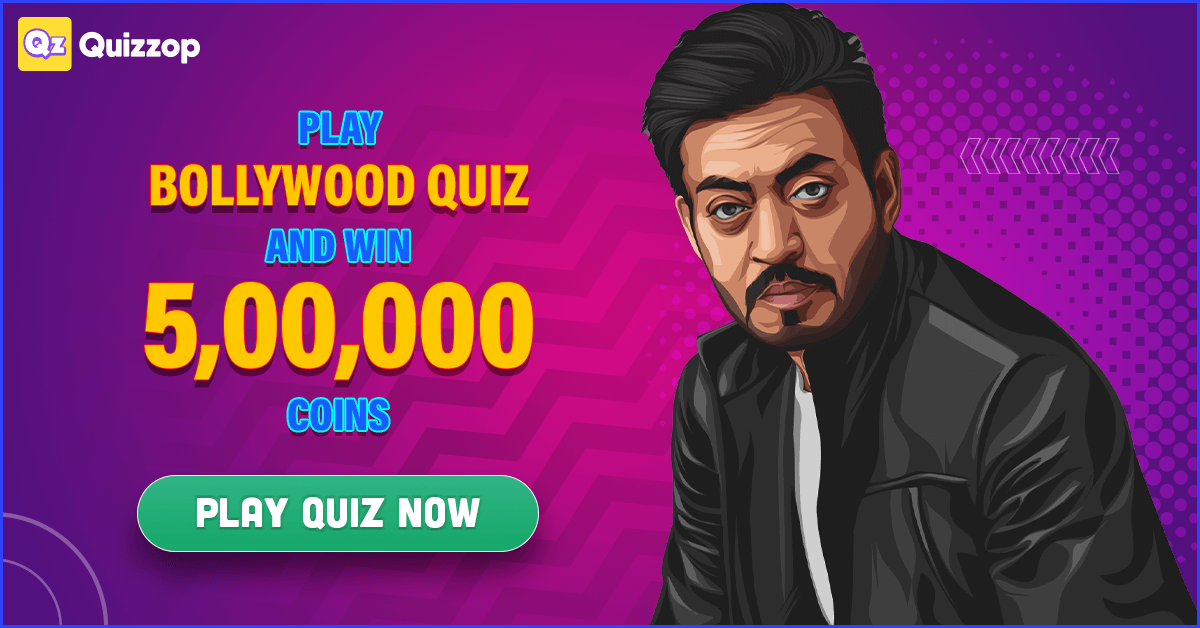 Qz Quizzop
PLAY
BOLLYWOOD QUIZ
AND WIN
5,00,000
COINS
PLAY QUIZ NOW